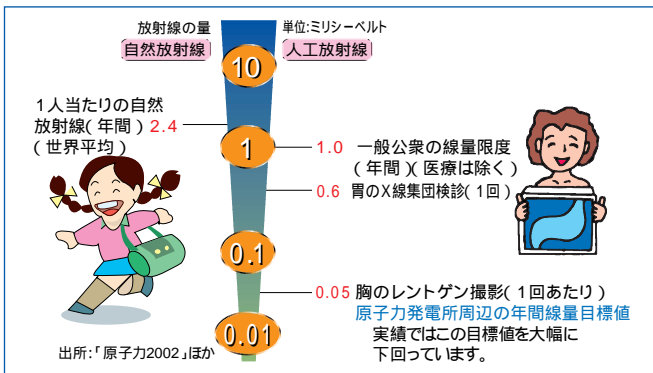 放射線の量
単位:ミリシーベルト
自然放射線
人工放射線
10
1人当たりの自然
放射線(年間) 2.4
(世界平均)
1
1.0 一般公衆の線量限度
(年間)(医療は除く)
0.6 胃のX線集団検診(1回)
0.1
0.05 胸のレントゲン撮影(1回あたり)
原子力発電所周辺の年間線量目標値
実績ではこの目標値を大幅に
下回っています。
0.01
出所:「原子力2002」ほか